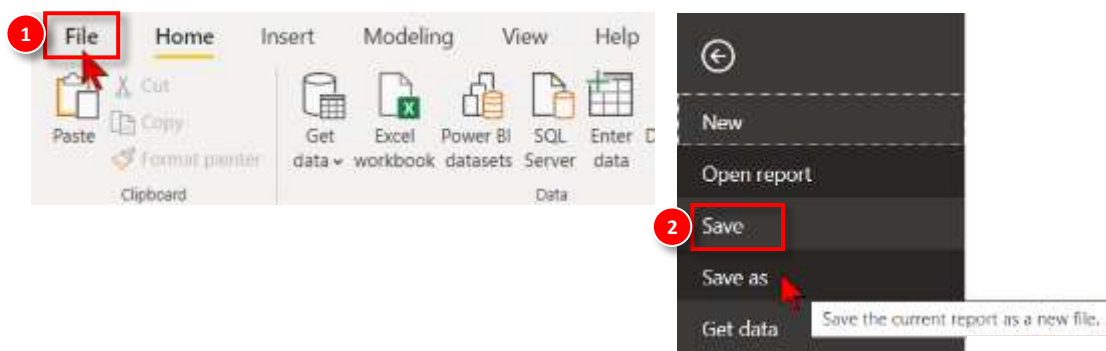 1
File Home Insert Modeling View Help
Paste
Cut
Copy
Format painter
Clipboard
Get data
Excel workbook
Power BI datasets
SQL Server
Enter data
D
Data
New
Open report
2
Save
Save as
Get data
Save the current report as a new file.